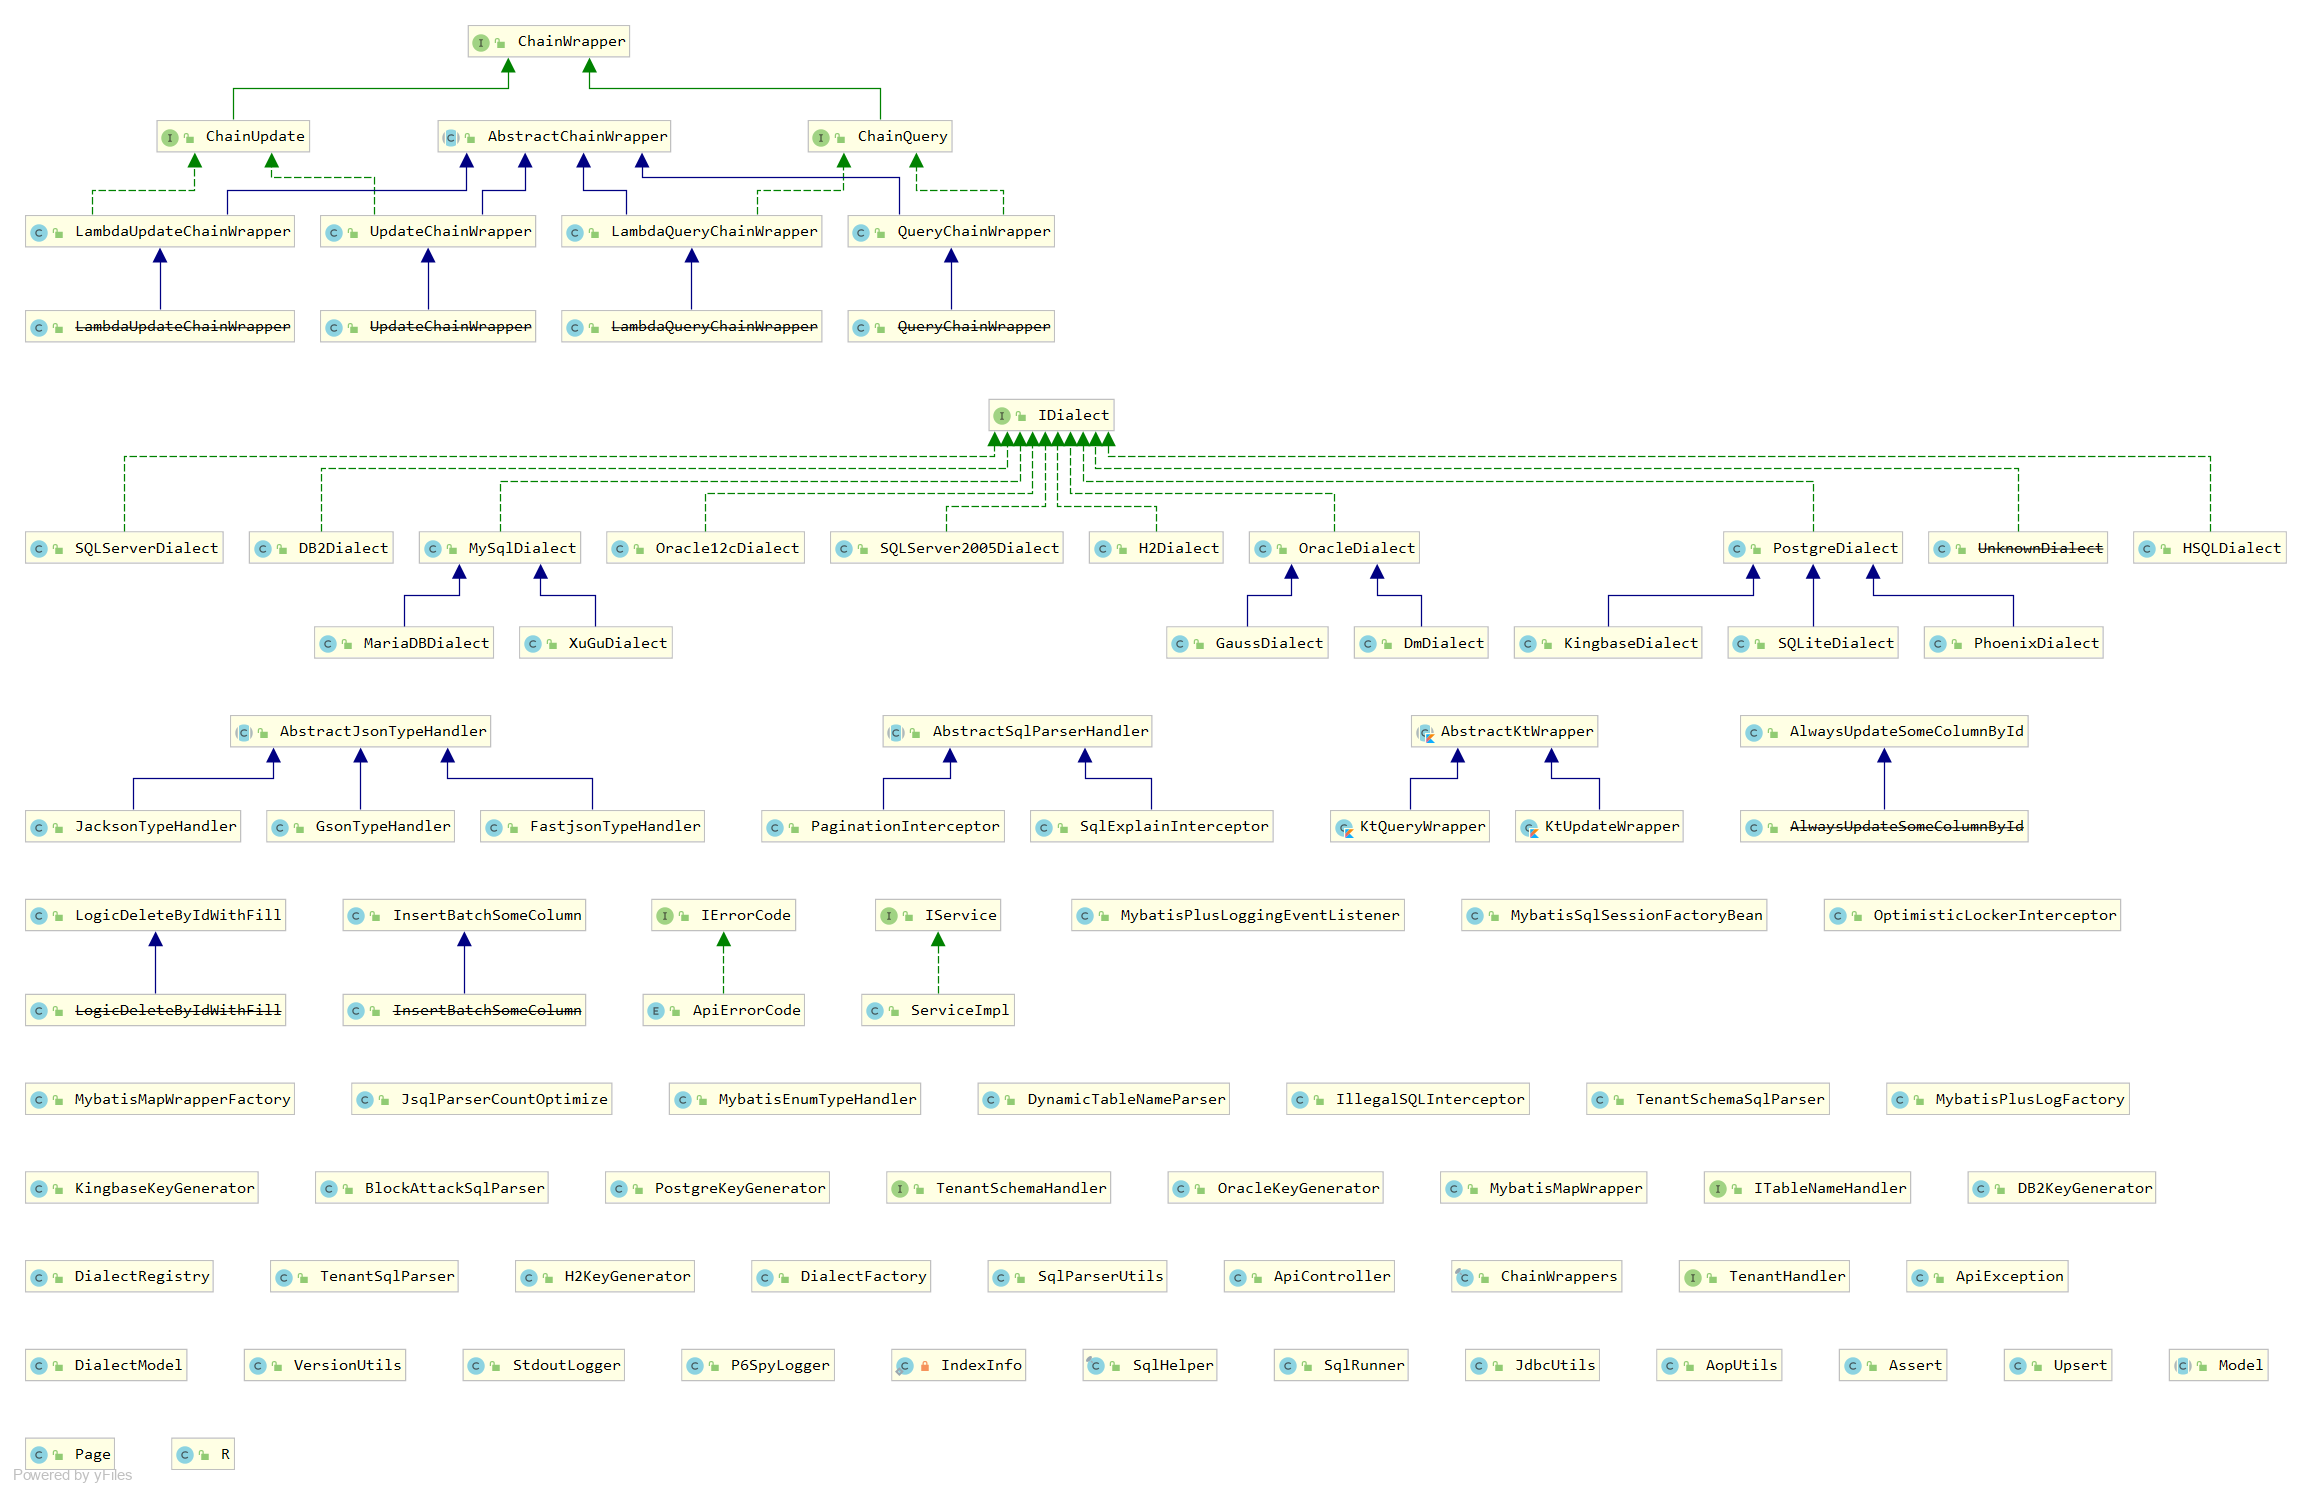 ChainWrapper
ChainUpdate AbstractChainWrapper ChainQuery
LambdaUpdateChainWrapper UpdateChainWrapper LambdaQueryChainWrapper QueryChainWrapper
LambdaUpdateChainWrapper UpdateChainWrapper LambdaQueryChainWrapper QueryChainWrapper
IDialect
SQLServerDialect DB2Dialect MySqlDialect Oracle12cDialect SQLServer2005Dialect H2Dialect OracleDialect PostgreDialect UnknownDialect HSQLDialect
MariaDBDialect XuGuDialect GaussDialect DmDialect KingbaseDialect SQLiteDialect PhoenixDialect
AbstractJsonTypeHandler AbstractSqlParserHandler AbstractKtWrapper AlwaysUpdateSomeColumnById
JacksonTypeHandler GsonTypeHandler FastjsonTypeHandler PaginationInterceptor SqlExplainInterceptor KtQueryWrapper KtUpdateWrapper AlwaysUpdateSomeColumnById
LogicDeleteByIdWithFill InsertBatchSomeColumn IErrorCode IService MybatisPlusLoggingEventListener MybatisSqlSessionFactoryBean OptimisticLockerInterceptor
LogicDeleteByIdWithFill InsertBatchSomeColumn ApiErrorCode ServiceImpl
MybatisMapWrapperFactory JsqlParserCountOptimize MybatisEnumTypeHandler DynamicTableNameParser IllegalSQLInterceptor TenantSchemaSqlParser MybatisPlusLogFactory
KingbaseKeyGenerator BlockAttackSqlParser PostgreKeyGenerator TenantSchemaHandler OracleKeyGenerator MybatisMapWrapper ITableNameHandler DB2KeyGenerator
DialectRegistry TenantSqlParser H2KeyGenerator DialectFactory SqlParserUtils ApiController ChainWrappers TenantHandler ApiException
DialectModel VersionUtils StdoutLogger P6SpyLogger IndexInfo SqlHelper SqlRunner JdbcUtils AopUtils Assert Upsert Model
Page R
Powered by yFiles